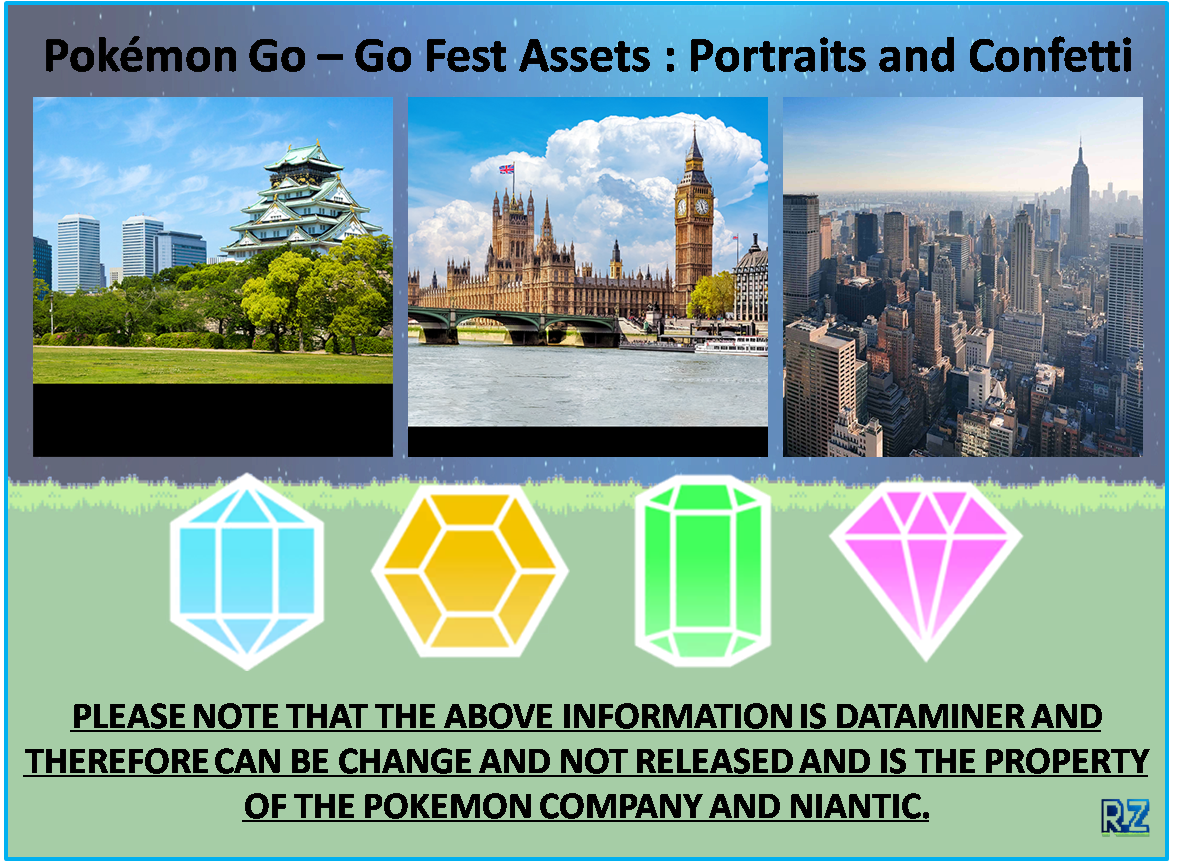 Pokémon Go – Go Fest Assets : Portraits and Confetti
PLEASE NOTE THAT THE ABOVE INFORMATION IS DATAMINER AND
THEREFORE CAN BE CHANGE AND NOT RELEASED AND IS THE PROPERTY
OF THE POKEMON COMPANY AND NIANTIC.
RZ